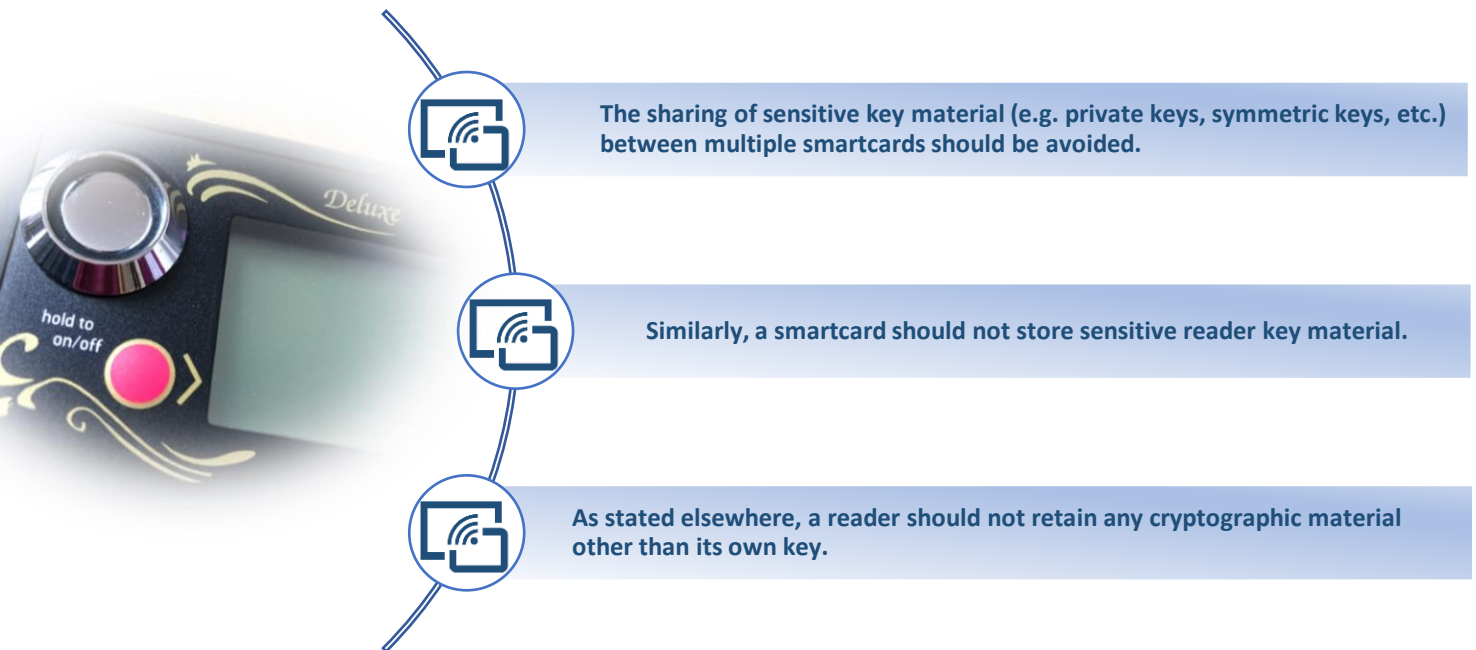 Deluxe
hold to
on/off
The sharing of sensitive key material (e.g. private keys, symmetric keys, etc.)
between multiple smartcards should be avoided.
Similarly, a smartcard should not store sensitive reader key material.
As stated elsewhere, a reader should not retain any cryptographic material
other than its own key.